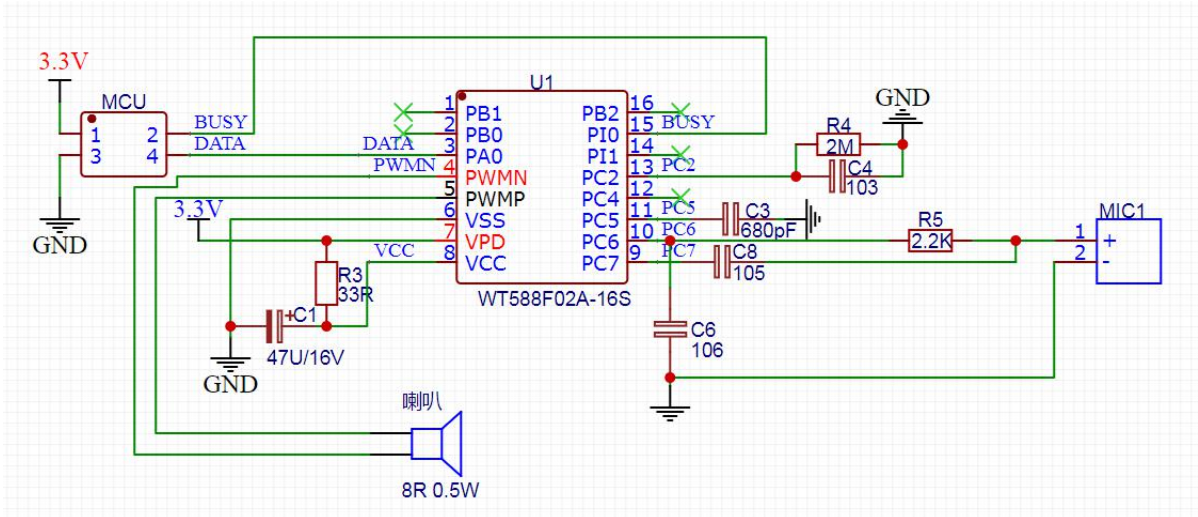 3.3V
MCU
1 2
3 4
BUSY
DATA
GND
U1
1 PB1
2 PB0
DATA 3 PA0
PWMN 4 PWMN
5 PWMP
6 VSS
7 VPD
VCC 8 VCC
PB2 16
PI0 15 BUSY
PI1 14
PC2 13 PC2
PC4 12
PC5 11 PC5
PC6 10 PC6
PC7 9 PC7
WT588F02A-16S
3.3V
R3
33R
C1
+
47U/16V
GND
喇叭
8R 0.5W
GND
R4
2M
C4
103
C3
680pF
C8
105
R5
2.2K
MIC1
1 +
2 -
C6
106